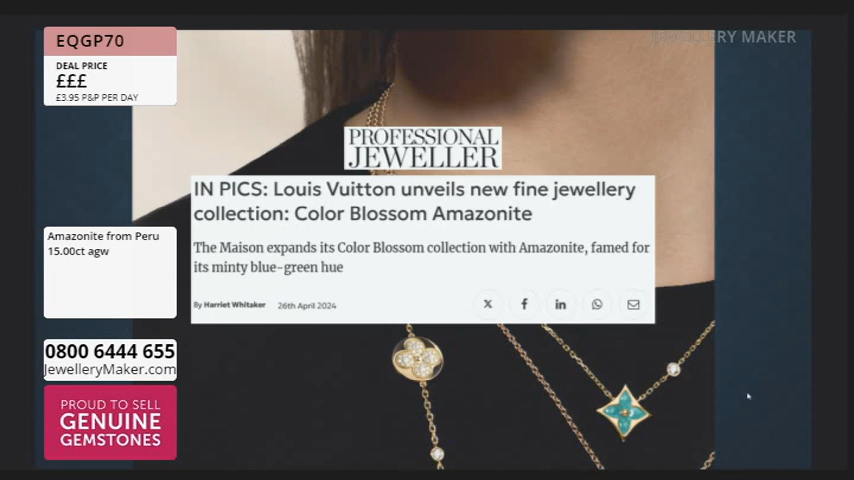 EQGP70
DEAL PRICE
£££
£3.95 P&P PER DAY
JEWELLERY MAKER
PROFESSIONAL
JEWELLER
IN PICS: Louis Vuitton unveils new fine jewellery
collection: Color Blossom Amazonite
The Maison expands its Color Blossom collection with Amazonite, famed for
its minty blue-green hue
By Harriet Whitaker 26th April 2024
Amazonite from Peru
15.00ct agw
0800 6444 655
JewelleryMaker.com
PROUD TO SELL
GENUINE
GEMSTONES